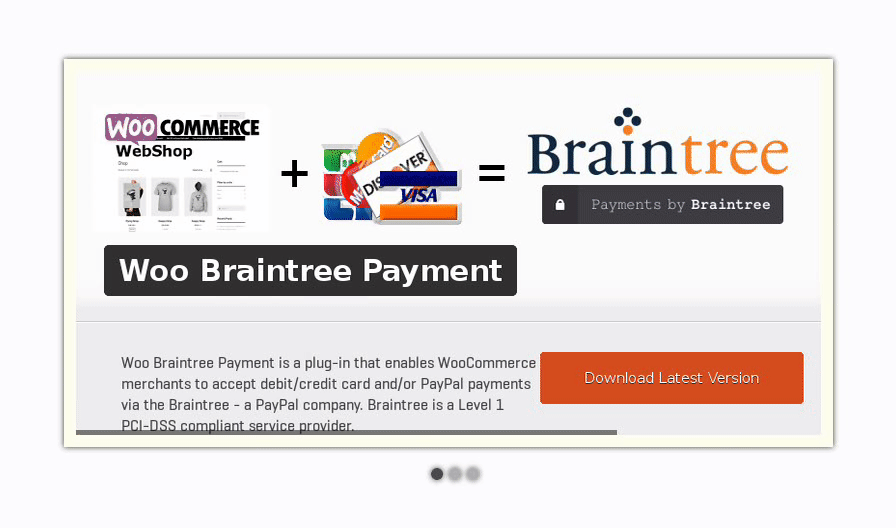 WOO COMMERCE
WebShop
Shop
+
DISCOVER
VISA
=
Braintree
Payments by Braintree
Woo Braintree Payment
Woo Braintree Payment is a plug-in that enables WooCommerce
merchants to accept debit/credit card and/or PayPal payments
via the Braintree - a PayPal company. Braintree is a Level 1
PCI-DSS compliant service provider.
Download Latest Version